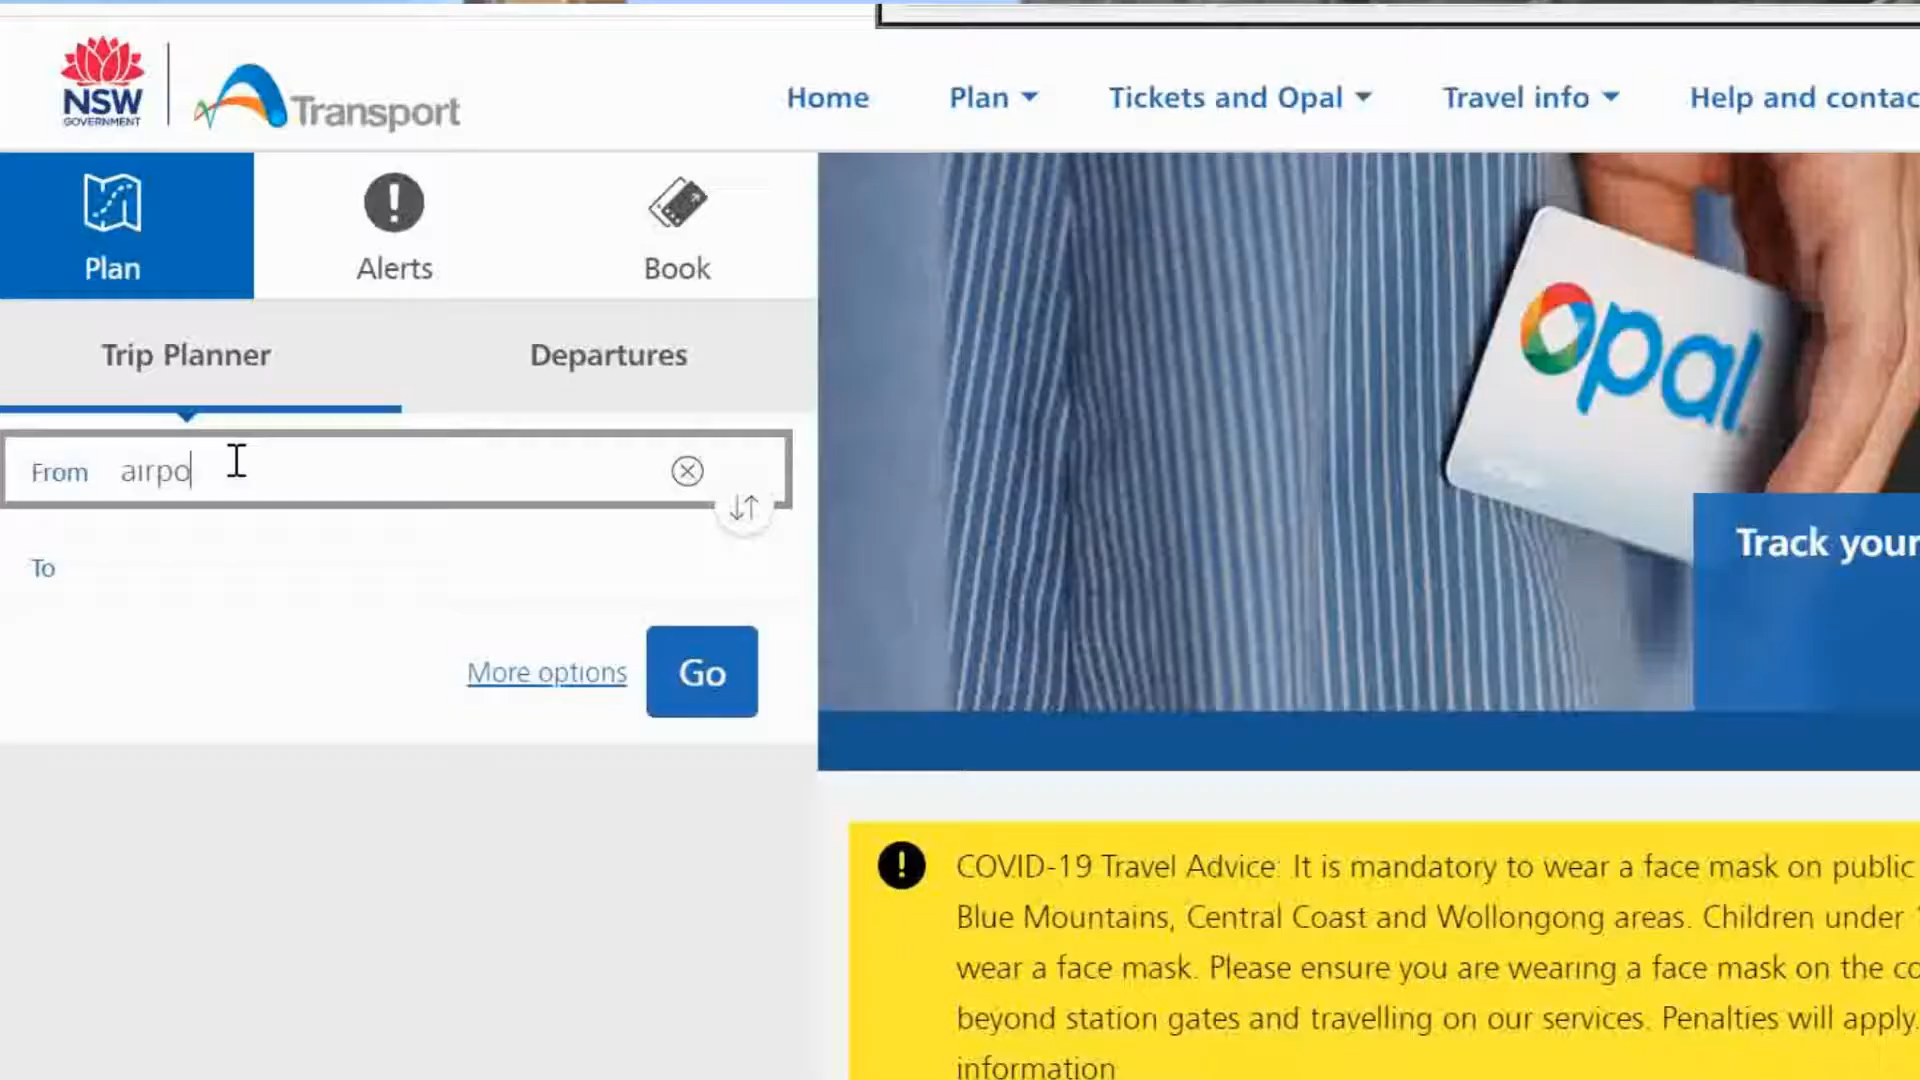 NSW
GOVERNMENT
Transport
Home
Plan
Tickets and Opal
Travel info
Help and contac
Plan
Alerts
Book
Trip Planner
Departures
From airpo
To
More options
Go
opal
Track your
COVID-19 Travel Advice: It is mandatory to wear a face mask on public
Blue Mountains, Central Coast and Wollongong areas. Children under
wear a face mask. Please ensure you are wearing a face mask on the co
beyond station gates and travelling on our services. Penalties will apply.
information